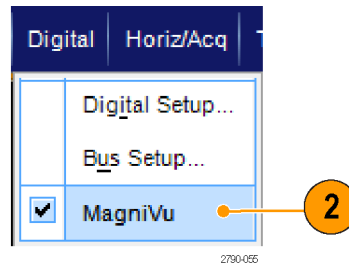 Digital Horiz/Acq
Digital Setup...
Bus Setup...
MagniVu
2
2790-055